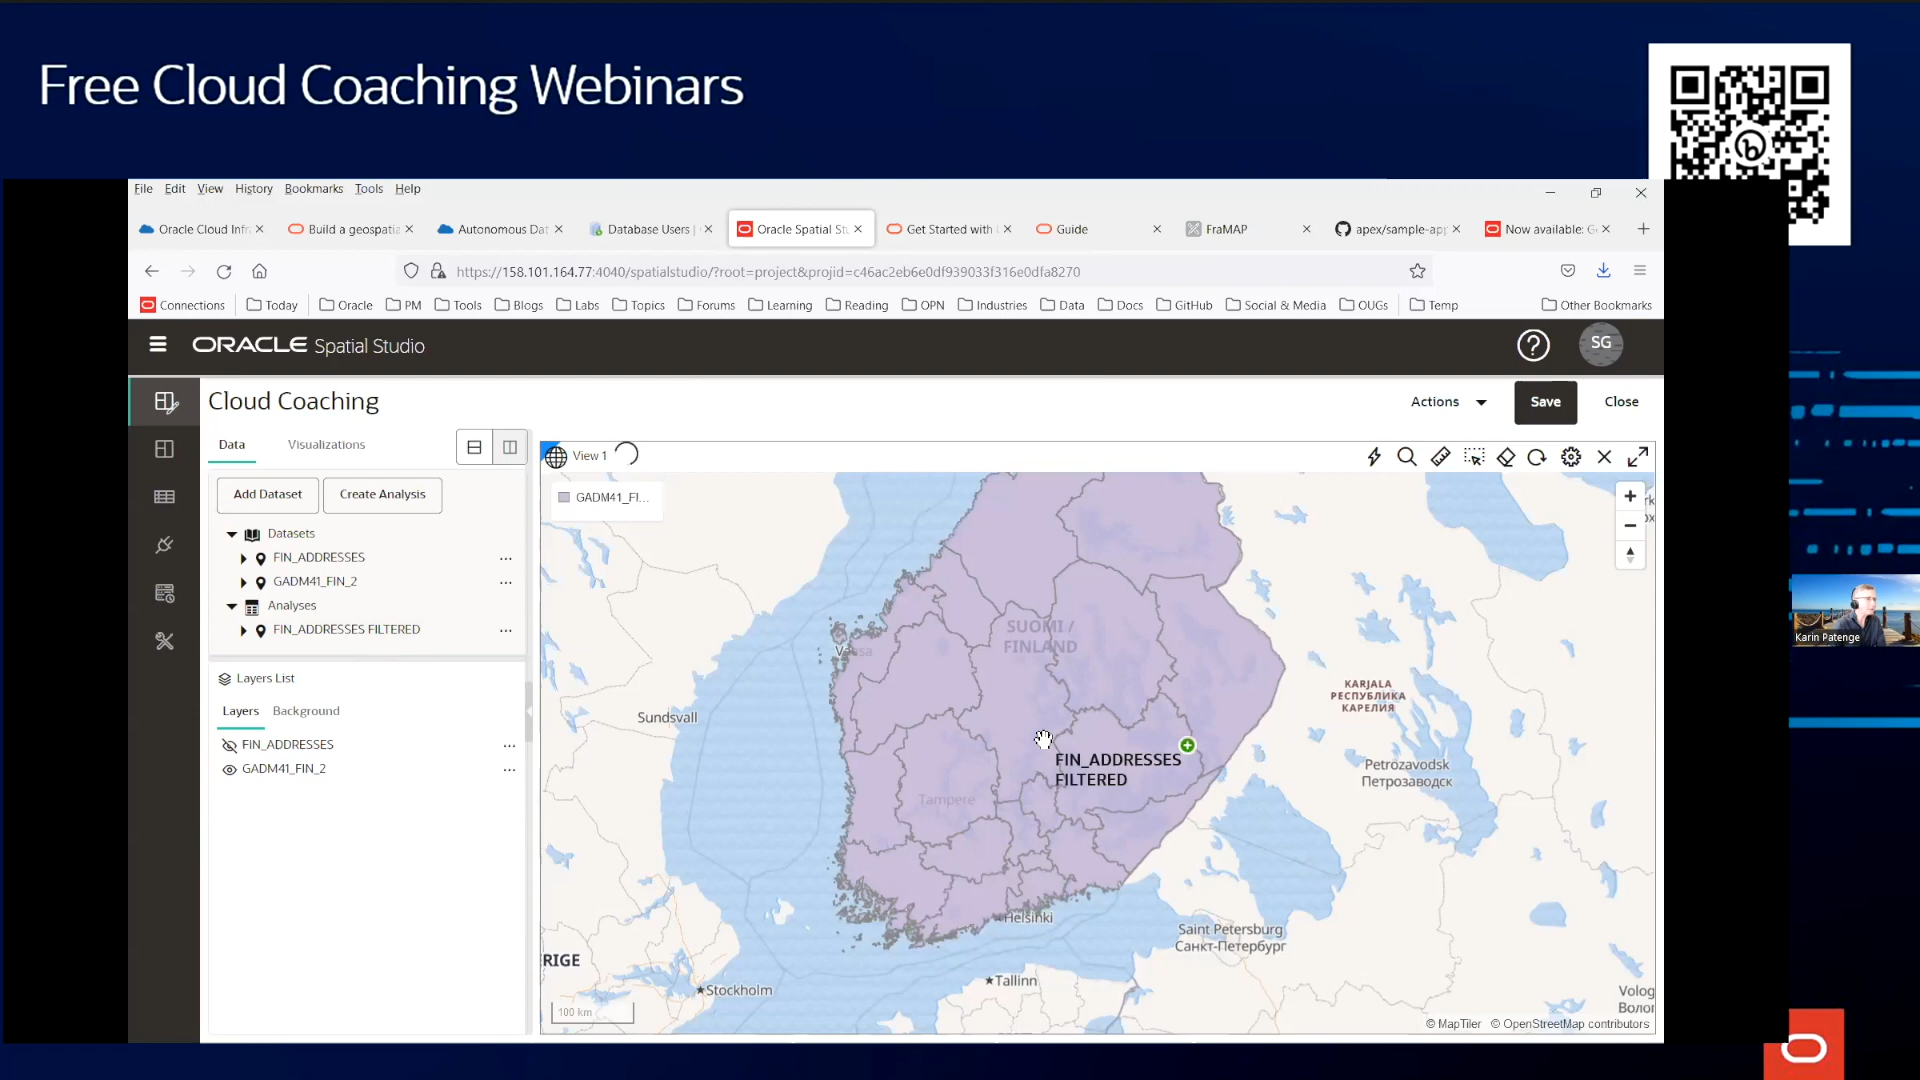 Free Cloud Coaching Webinars
File Edit View History Bookmarks Tools Help
Oracle Cloud Infr
Build a geospatia
Autonomous Dat
Database Users |
Oracle Spatial Stu
Get Started with
Guide
FraMAP
apex/sample-app
Now available: G
https://158.101.164.77:4040/spatialstudio/?root=project&projid=c46ac2eb6e0df939033f316e0dfa8270
Connections Today Oracle PM Tools Blogs Labs Topics Forums Learning Reading OPN Industries Data Docs GitHub Social & Media OUGs Temp Other Bookmarks
ORACLE Spatial Studio
SG
Cloud Coaching
Actions Save Close
Data Visualizations
View 1
Add Dataset Create Analysis
GADM41_FI...
Datasets
FIN_ADDRESSES
GADM41_FIN_2
Analyses
FIN_ADDRESSES FILTERED
Layers List
Layers Background
FIN_ADDRESSES
GADM41_FIN_2
SUOMI /
FINLAND
Sundsvall
KARJALA
РЕСПУБЛИКА
КАРЕЛИЯ
FIN_ADDRESSES
FILTERED
Petrozavodsk
Петрозаводск
Tampere
Helsinki
Saint Petersburg
Санкт-Петербург
RIGE
Tallinn
Stockholm
Volog
Волог
100 km
© MapTiler © OpenStreetMap contributors
Karin Patenge